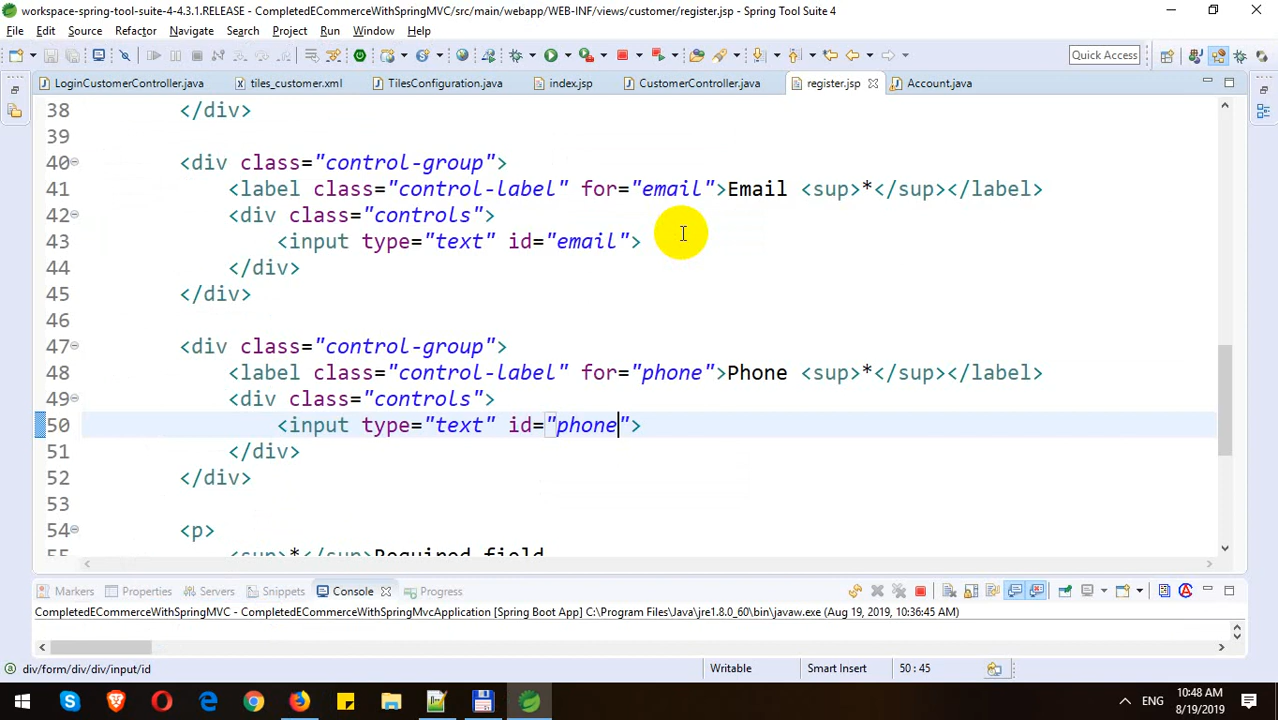 workspace-spring-tool-suite-4-4.3.1.RELEASE - CompletedECommerceWithSpringMVC/src/main/webapp/WEB-INF/views/customer/register.jsp - Spring Tool Suite 4
File Edit Source Refactor Navigate Search Project Run Window Help
Quick Access
LoginCustomerController.java tiles_customer.xml TilesConfiguration.java index.jsp CustomerController.java register.jsp Account.java
38 </div>
39
40 <div class="control-group">
41 <label class="control-label" for="email">Email <sup>*</sup></label>
42 <div class="controls">
43 <input type="text" id="email">
44 </div>
45 </div>
46
47 <div class="control-group">
48 <label class="control-label" for="phone">Phone <sup>*</sup></label>
49 <div class="controls">
50 <input type="text" id="phone">
51 </div>
52 </div>
53
54 <p>
55 <sup>*</sup>Required field
Markers Properties Servers Snippets Console Progress
CompletedECommerceWithSpringMVC - CompletedECommerceWithSpringMvcApplication [Spring Boot App] C:\Program Files\Java\jre1.8.0_60\bin\javaw.exe (Aug 19, 2019, 10:36:45 AM)
div/form/div/div/input/id Writable Smart Insert 50 : 45
ENG 10:48 AM
8/19/2019